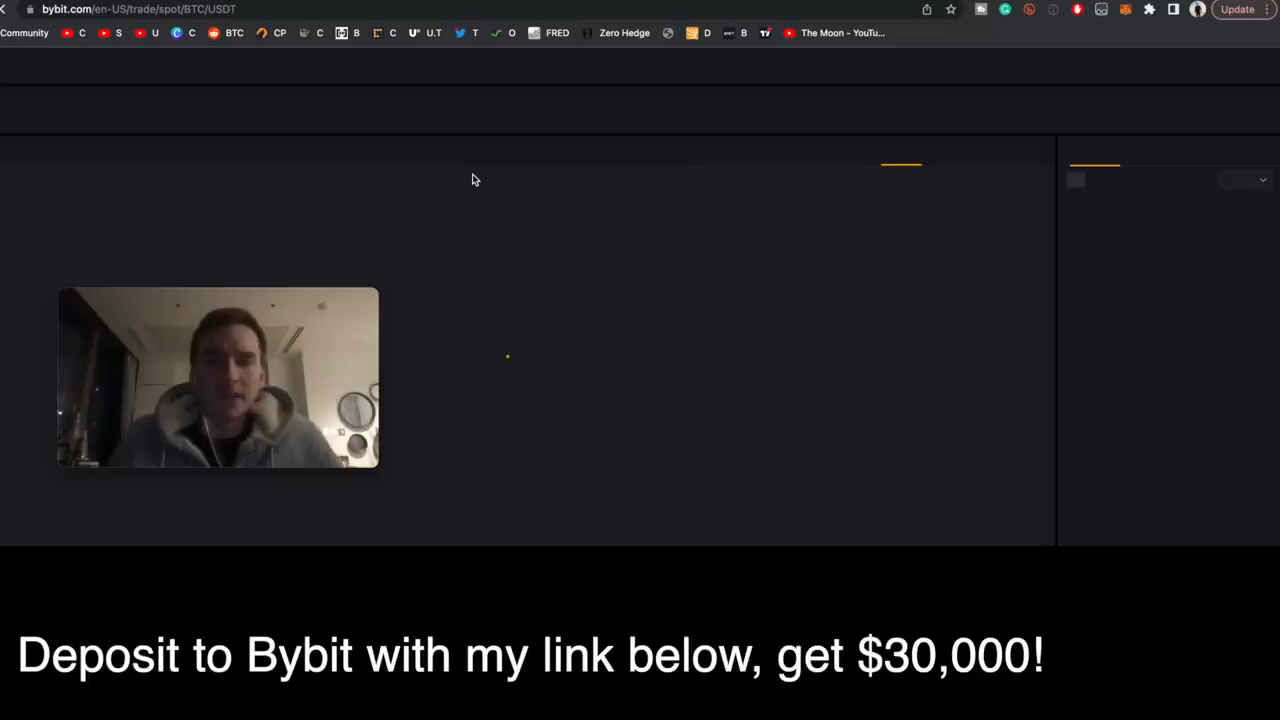 bybit.com/en-US/trade/spot/BTC/USDT
Update
Community C S U C BTC CP C B C U.T T O FRED Zero Hedge D B The Moon - YouTu...
Deposit to Bybit with my link below, get $30,000!